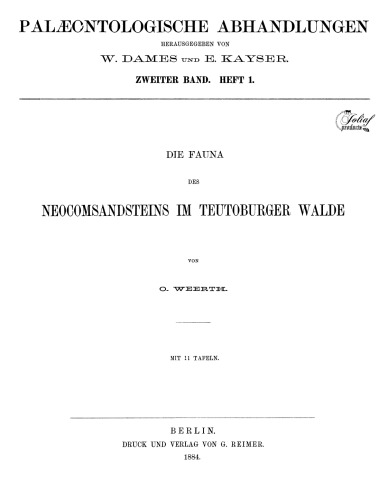 PALÆONTOLOGISCHE ABHANDLUNGEN
HERAUSGEGEBEN VON
W. DAMES UND E. KAYSER.
ZWEITER BAND. HEFT 1.
Foliaf
products
DIE FAUNA
DES
NEOCOMSANDSTEINS IM TEUTOBURGER WALDE
VON
O. WEERTH.
MIT 11 TAFELN.
BERLIN.
DRUCK UND VERLAG VON G. REIMER.
1884.